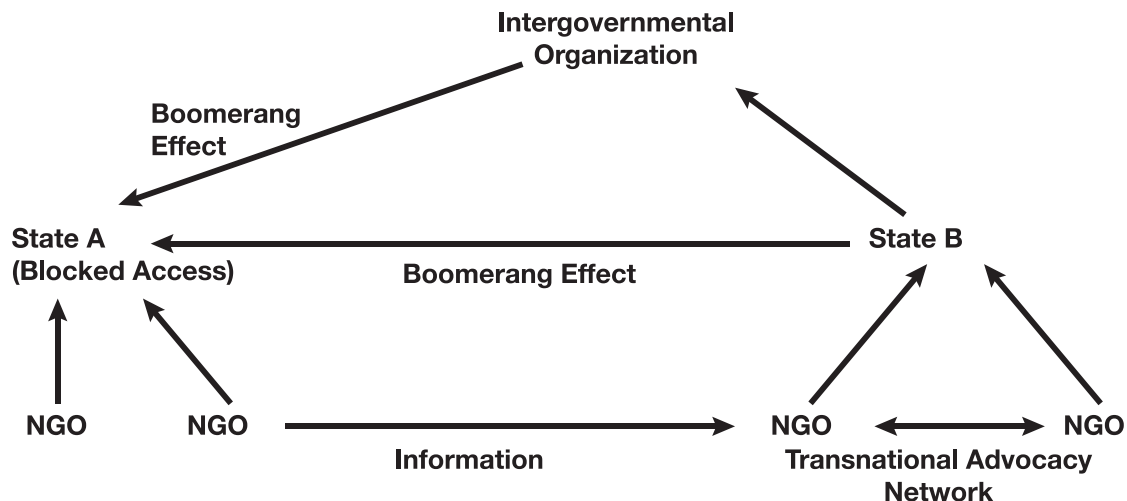 Intergovernmental
Organization
Boomerang
Effect
State A
(Blocked Access)
State B
Boomerang Effect
NGO
NGO
NGO
NGO
Information
Transnational Advocacy
Network